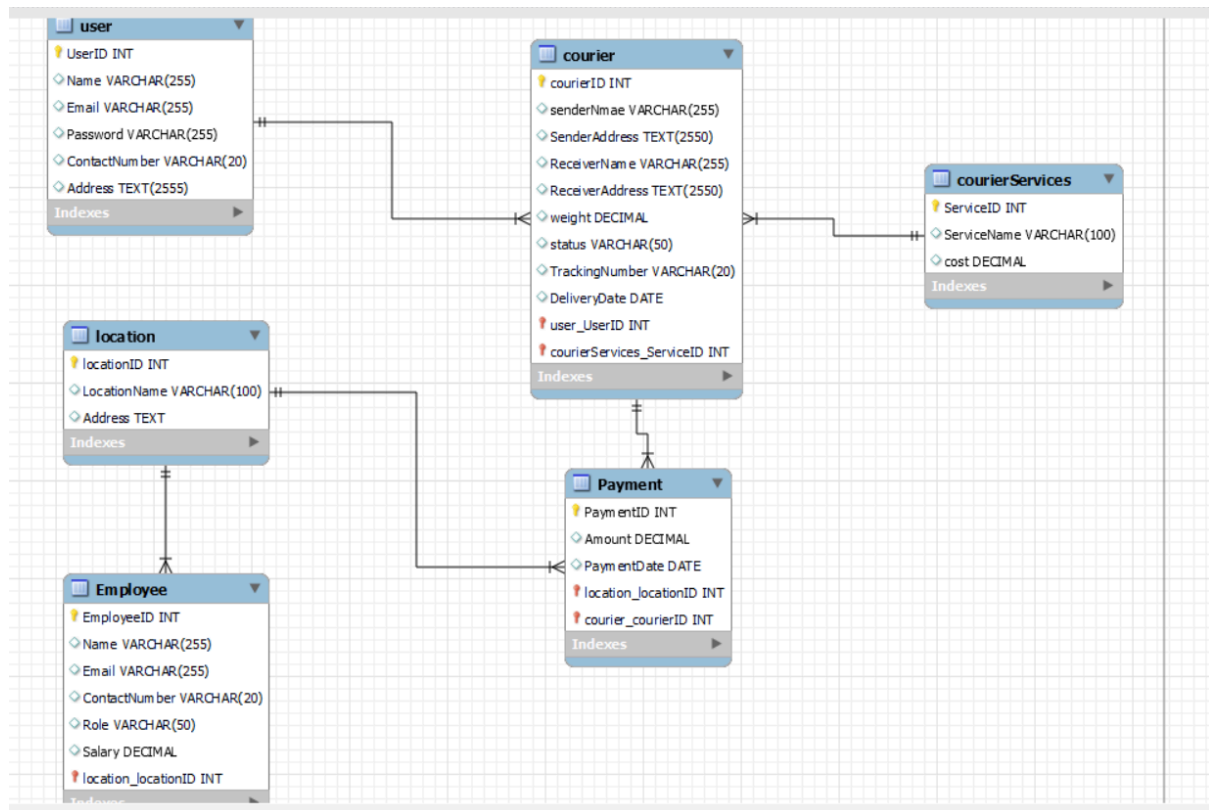 user
UserID INT
Name VARCHAR(255)
Email VARCHAR(255)
Password VARCHAR(255)
ContactNumber VARCHAR(20)
Address TEXT(2555)
Indexes
courier
courierID INT
senderNmae VARCHAR(255)
SenderAddress TEXT(2550)
ReceiverName VARCHAR(255)
ReceiverAddress TEXT(2550)
weight DECIMAL
status VARCHAR(50)
TrackingNumber VARCHAR(20)
DeliveryDate DATE
user_UserID INT
courierServices_ServiceID INT
Indexes
courierServices
ServiceID INT
ServiceName VARCHAR(100)
cost DECIMAL
Indexes
location
locationID INT
LocationName VARCHAR(100)
Address TEXT
Indexes
Payment
PaymentID INT
Amount DECIMAL
PaymentDate DATE
location_locationID INT
courier_courierID INT
Indexes
Employee
EmployeeID INT
Name VARCHAR(255)
Email VARCHAR(255)
ContactNumber VARCHAR(20)
Role VARCHAR(50)
Salary DECIMAL
location_locationID INT
Indexes